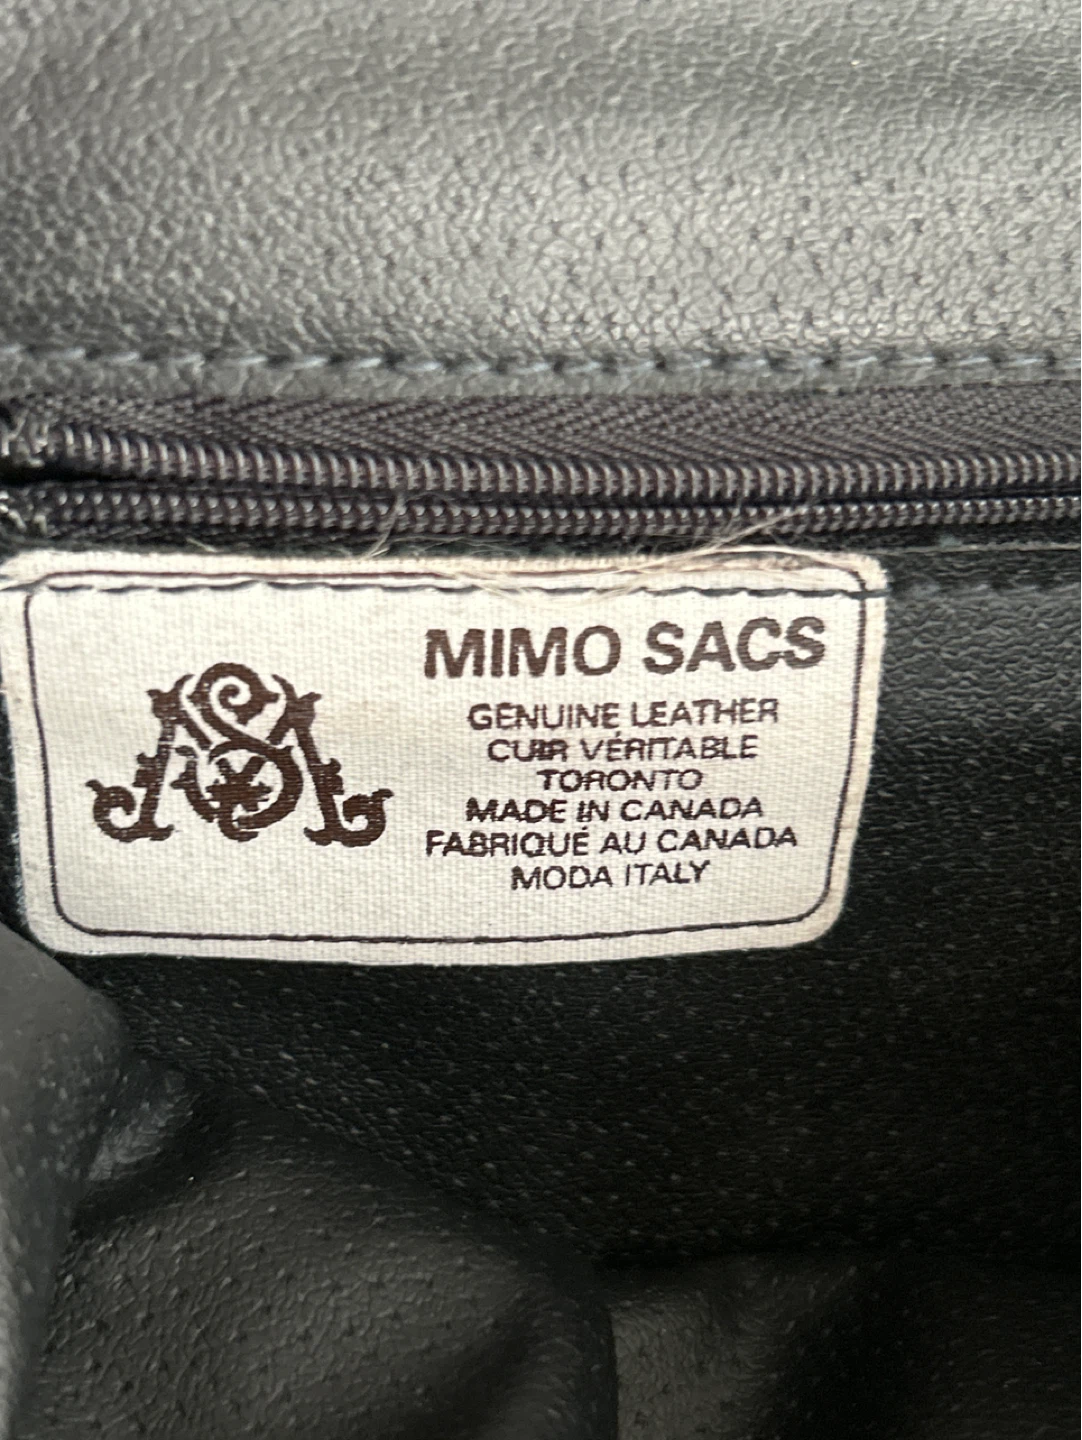 MIMO SACS
GENUINE LEATHER
CUIR VÉRITABLE
TORONTO
MADE IN CANADA
FABRIQUÉ AU CANADA
MODA ITALY